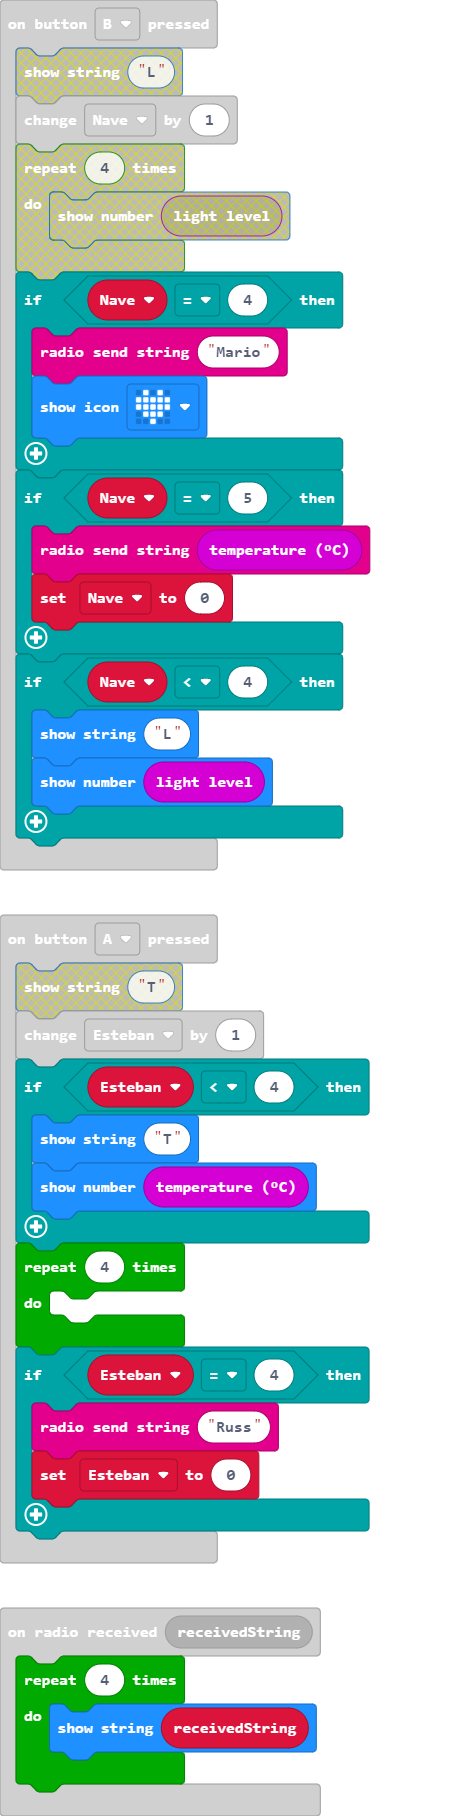 on button B pressed
show string "L"
change Nave by 1
repeat 4 times
do
show number light level
if Nave = 4 then
radio send string "Mario"
show icon
if Nave = 5 then
radio send string temperature (ºC)
set Nave to 0
if Nave < 4 then
show string "L"
show number light level
on button A pressed
show string "T"
change Esteban by 1
if Esteban < 4 then
show string "T"
show number temperature (ºC)
repeat 4 times
do
if Esteban = 4 then
radio send string "Russ"
set Esteban to 0
on radio received receivedString
repeat 4 times
do
show string receivedString